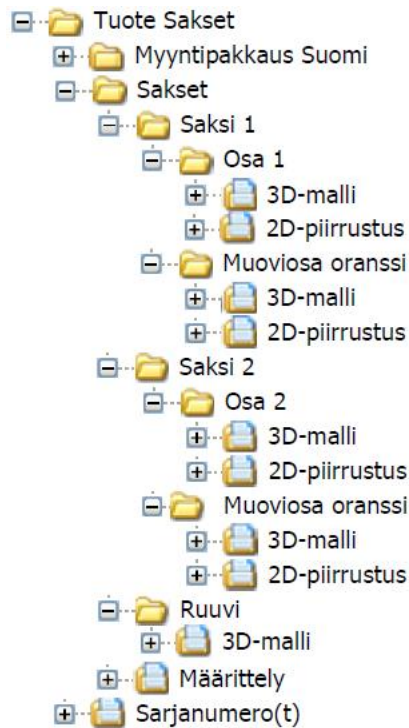 Tuote Sakset
Myyntipakkaus Suomi
Sakset
Saksi 1
Osa 1
3D-malli
2D-piirrustus
Muoviosa oranssi
3D-malli
2D-piirrustus
Saksi 2
Osa 2
3D-malli
2D-piirrustus
Muoviosa oranssi
3D-malli
2D-piirrustus
Ruuvi
3D-malli
Määrittely
Sarjanumero(t)